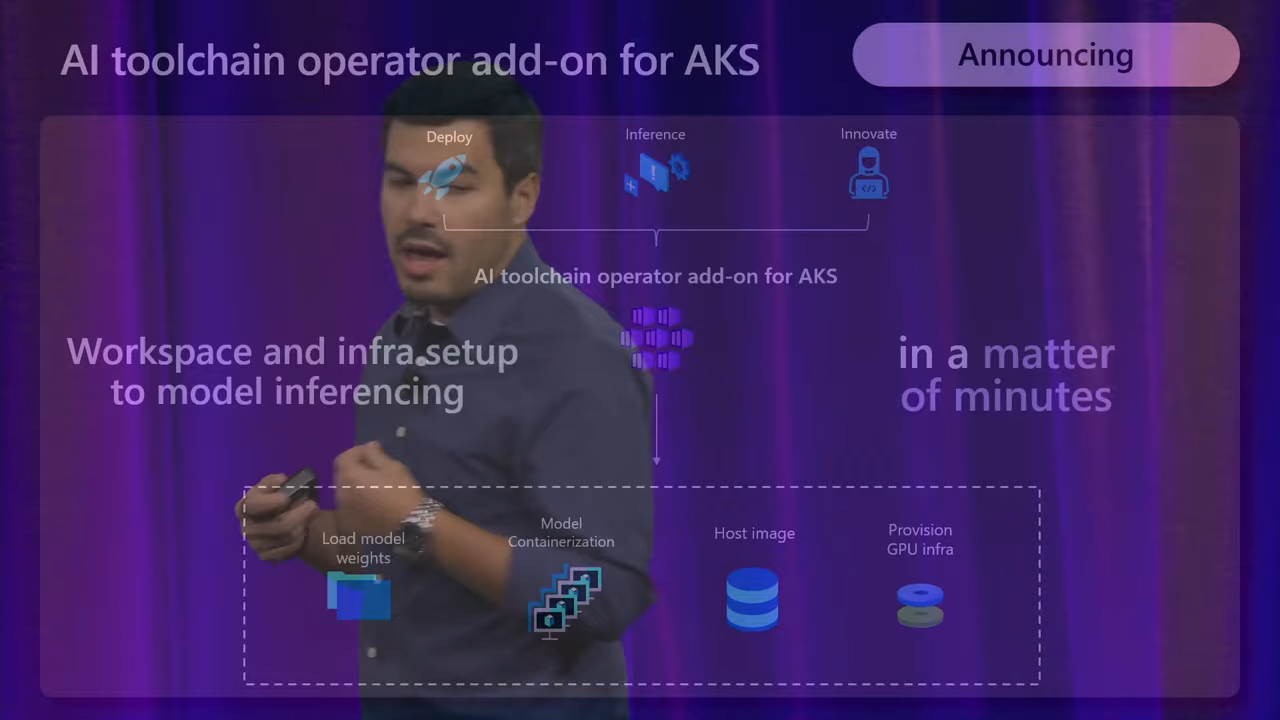 AI toolchain operator add-on for AKS
Announcing
Deploy
Inference
Innovate
AI toolchain operator add-on for AKS
Workspace and infra setup
to model inferencing
in a matter
of minutes
Load model
weights
Model
Containerization
Host image
Provision
GPU infra